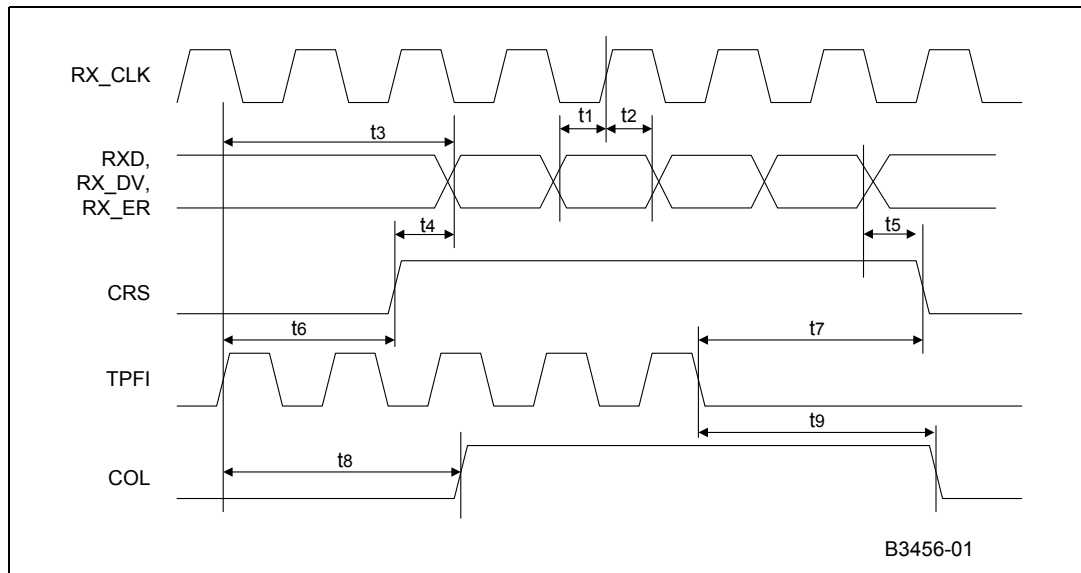 RX_CLK
t1
t2
t3
RXD,
RX_DV,
RX_ER
t4
t5
CRS
t6
t7
TPFI
t9
t8
COL
B3456-01